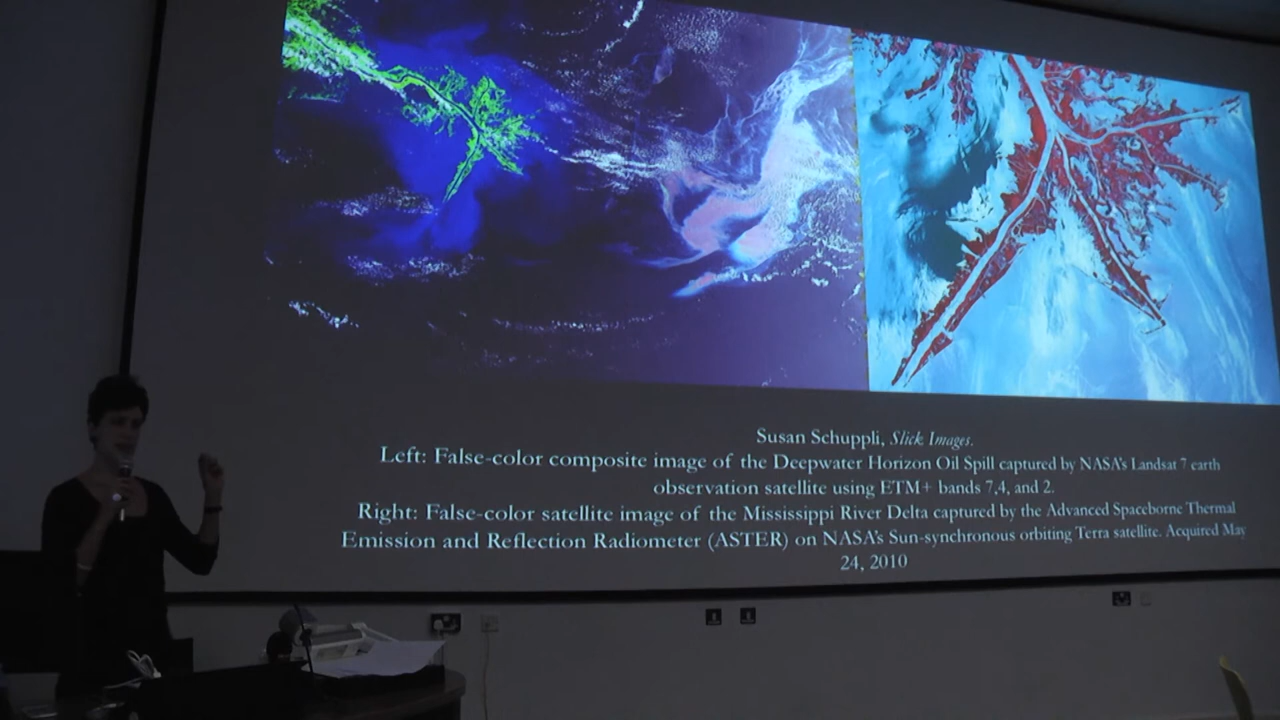 Susan Schuppli, Slick Images.
Left: False-color composite image of the Deepwater Horizon Oil Spill captured by NASA's Landsat 7 earth
observation satellite using ETM+ bands 7,4, and 2.
Right: False-color satellite image of the Mississippi River Delta captured by the Advanced Spaceborne Thermal
Emission and Reflection Radiometer (ASTER) on NASA's Sun-synchronous orbiting Terra satellite. Acquired May
24, 2010